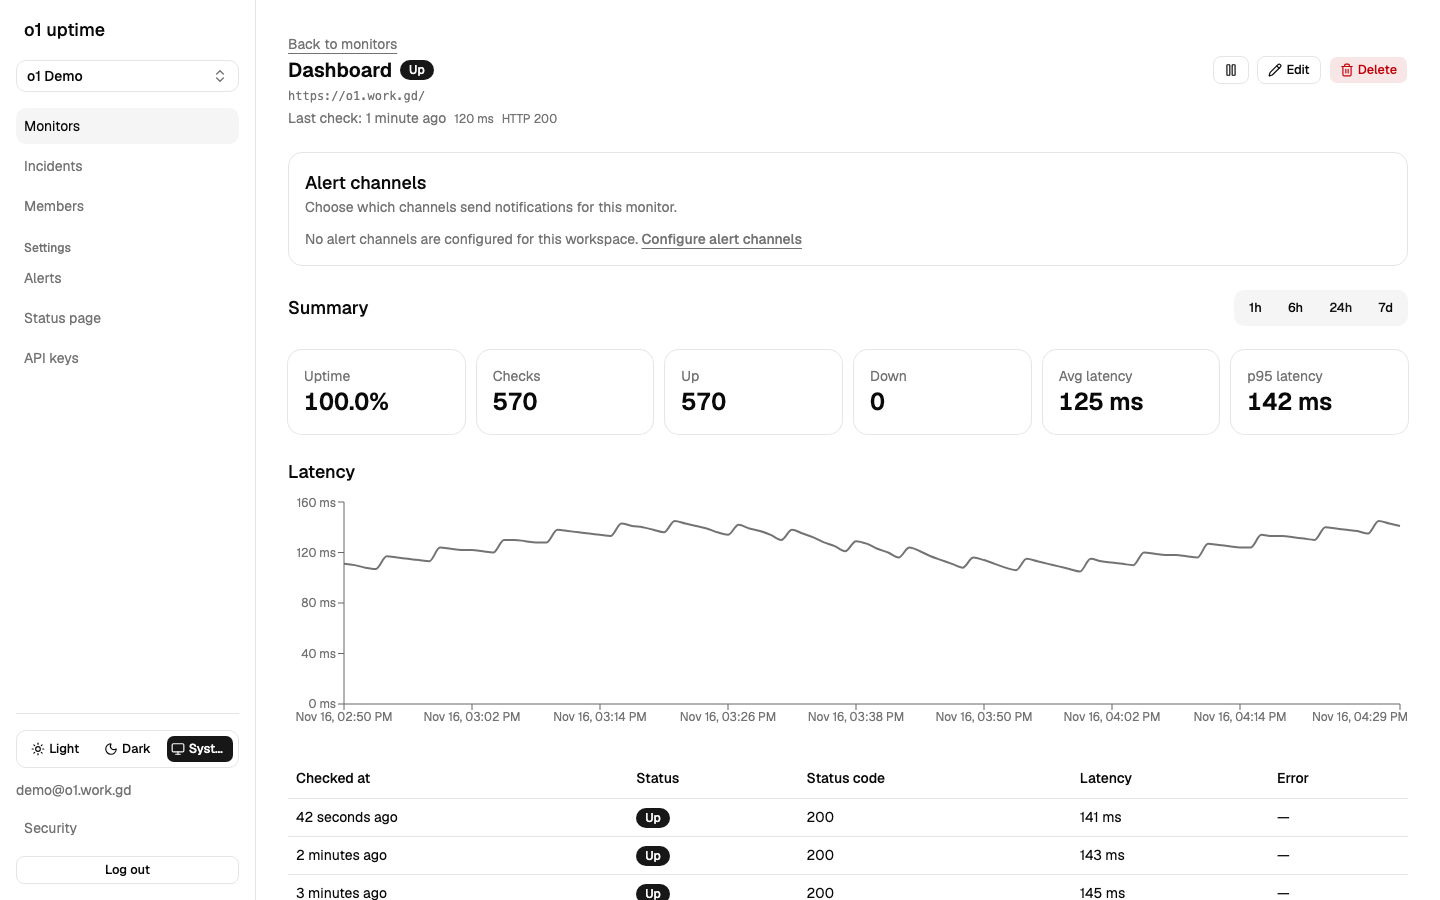 o1 uptime
o1 Demo
Monitors
Incidents
Members
Settings
Alerts
Status page
API keys
Light Dark Syst...
demo@o1.work.gd
Security
Log out
Back to monitors
Dashboard Up
https://o1.work.gd/
Last check: 1 minute ago 120 ms HTTP 200
Edit Delete
Alert channels
Choose which channels send notifications for this monitor.
No alert channels are configured for this workspace. Configure alert channels
Summary
1h 6h 24h 7d
Uptime
100.0%
Checks
570
Up
570
Down
0
Avg latency
125 ms
p95 latency
142 ms
Latency
160 ms
120 ms
80 ms
40 ms
0 ms
Nov 16, 02:50 PM Nov 16, 03:02 PM Nov 16, 03:14 PM Nov 16, 03:26 PM Nov 16, 03:38 PM Nov 16, 03:50 PM Nov 16, 04:02 PM Nov 16, 04:14 PM Nov 16, 04:29 PM
Checked at Status Status code Latency Error
42 seconds ago Up 200 141 ms —
2 minutes ago Up 200 143 ms —
3 minutes ago Up 200 145 ms —